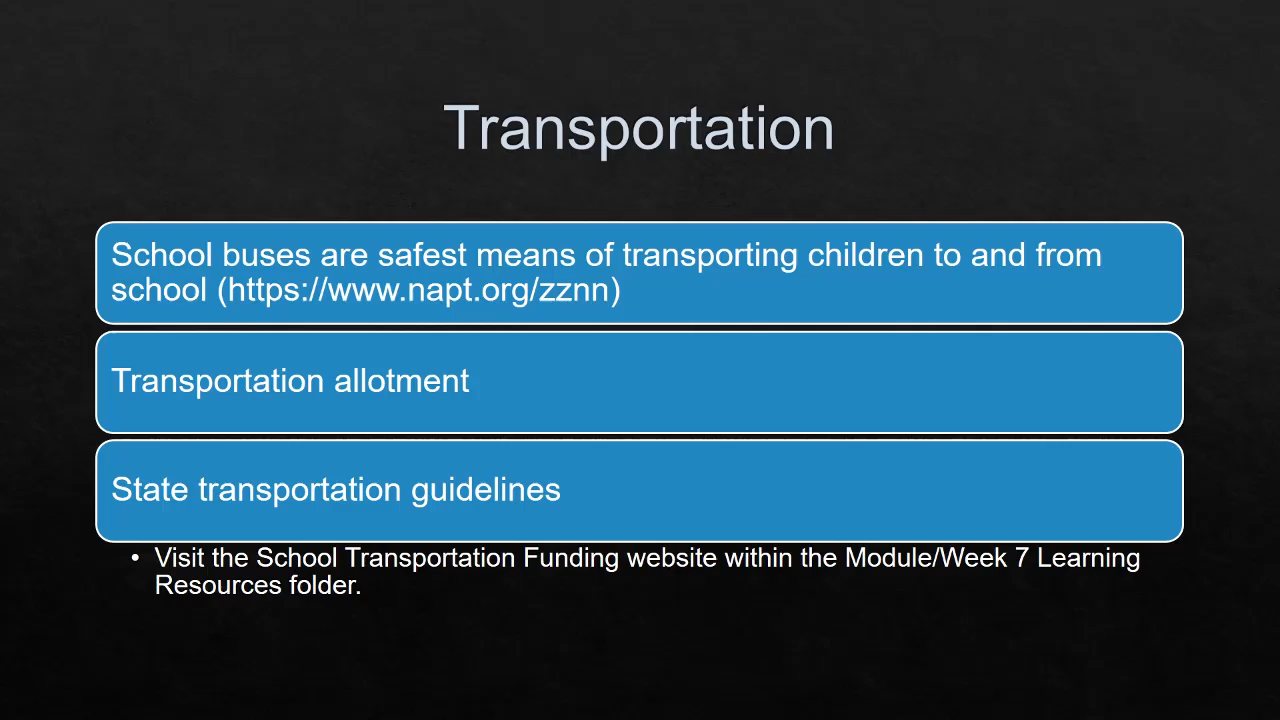 Transportation
School buses are safest means of transporting children to and from
school (https://www.napt.org/zznn)
Transportation allotment
State transportation guidelines
• Visit the School Transportation Funding website within the Module/Week 7 Learning
Resources folder.